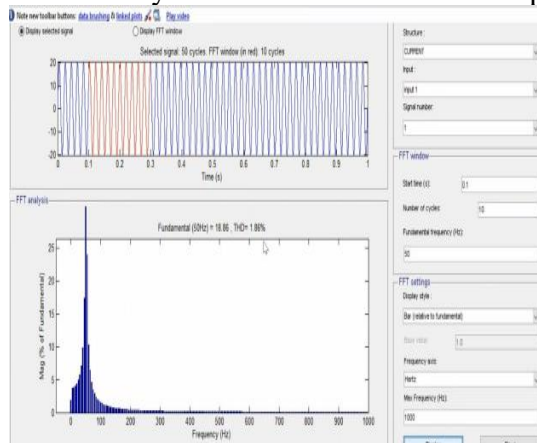 Note new toolbar buttons: data brushing & linked plots Play video
Display selected signal Display FFT window
Selected signal: 50 cycles. FFT window (in red): 10 cycles
20
10
0
-10
-20
0 0.1 0.2 0.3 0.4 0.5 0.6 0.7 0.8 0.9 1
Time (s)
FFT analysis
Fundamental (50Hz) = 18.86 , THD= 1.86%
25
20
15
10
5
0
Mag (% of Fundamental)
0 100 200 300 400 500 600 700 800 900 1000
Frequency (Hz)
Structure :
CURRENT
Input :
input 1
Signal number:
1
FFT window
Start time (s): 0.1
Number of cycles: 10
Fundamental frequency (Hz):
50
FFT settings
Display style :
Bar (relative to fundamental)
Base value: 1.0
Frequency axis:
Hertz
Max Frequency (Hz):
1000